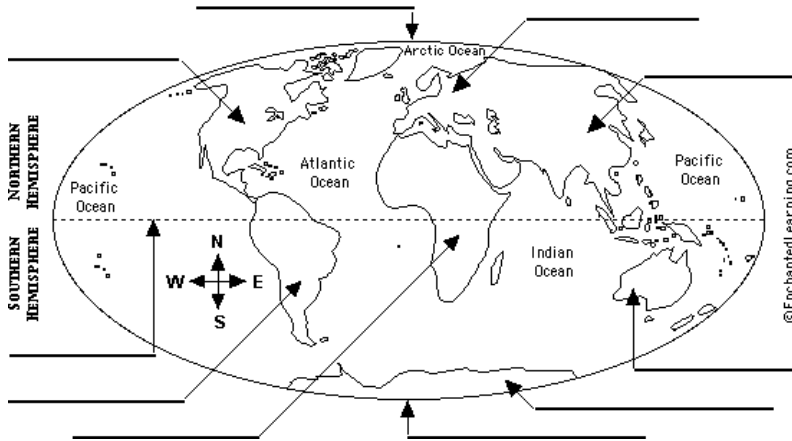 Arctic Ocean
NORTHERN
HEMISPHERE
Atlantic
Ocean
Pacific
Ocean
Pacific
Ocean
SOUTHERN
HEMISPHERE
N
W E
S
Indian
Ocean
©EnchantedLearning.com